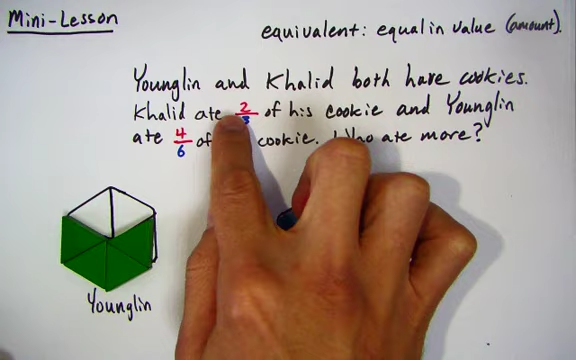 Mini-Lesson
equivalent: equal in value (amount).
Younglin and Khalid both have cookies.
Khalid ate 2/3 of his cookie and Younglin
ate 4/6 of cookie. Who ate more?
Younglin